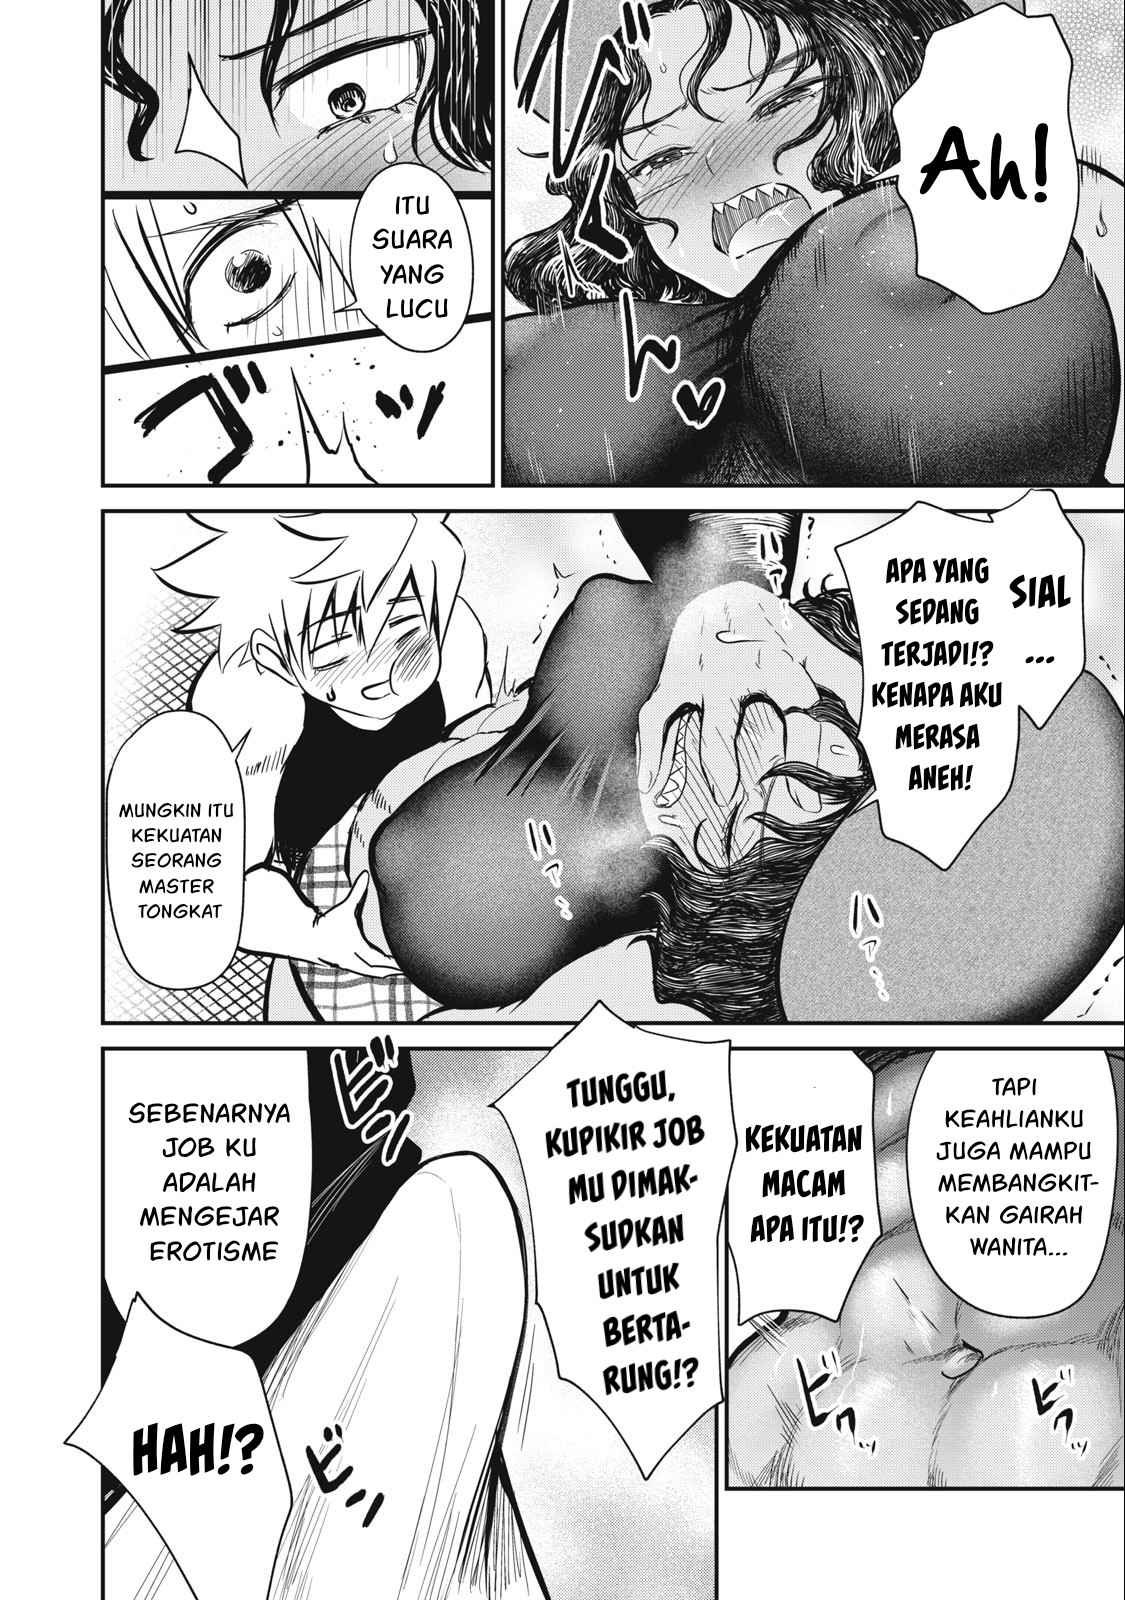 Ah!
ITU
SUARA
YANG
LUCU
SIAL
...
APA YANG
SEDANG
TERJADI!?
KENAPA AKU
MERASA
ANEH!
MUNGKIN ITU
KEKUATAN
SEORANG
MASTER
TONGKAT
TAPI
KEAHLIANKU
JUGA MAMPU
MEMBANGKIT-
KAN GAIRAH
WANITA...
KEKUATAN
MACAM
APA ITU!?
TUNGGU,
KUPIKIR JOB
MU DIMAK-
SUDKAN
UNTUK
BERTA-
RUNG!?
SEBENARNYA
JOB KU
ADALAH
MENGEJAR
EROTISME
HAH!?